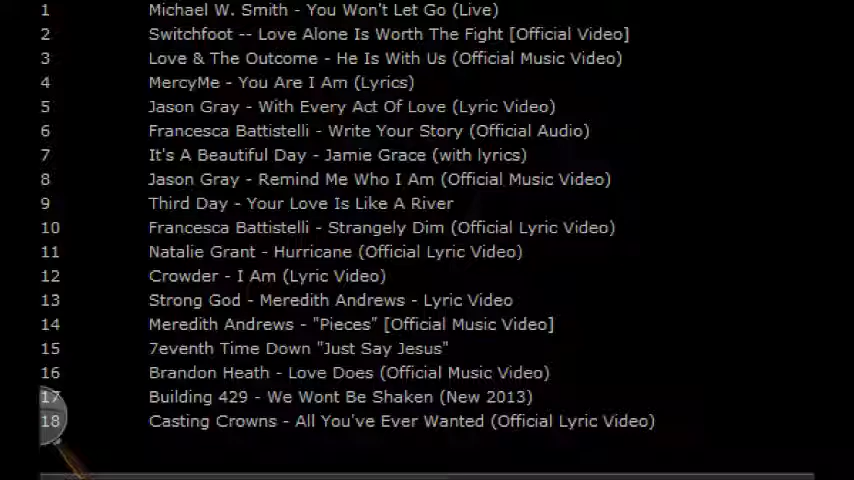 1 Michael W. Smith - You Won't Let Go (Live)
2 Switchfoot -- Love Alone Is Worth The Fight [Official Video]
3 Love & The Outcome - He Is With Us (Official Music Video)
4 MercyMe - You Are I Am (Lyrics)
5 Jason Gray - With Every Act Of Love (Lyric Video)
6 Francesca Battistelli - Write Your Story (Official Audio)
7 It's A Beautiful Day - Jamie Grace (with lyrics)
8 Jason Gray - Remind Me Who I Am (Official Music Video)
9 Third Day - Your Love Is Like A River
10 Francesca Battistelli - Strangely Dim (Official Lyric Video)
11 Natalie Grant - Hurricane (Official Lyric Video)
12 Crowder - I Am (Lyric Video)
13 Strong God - Meredith Andrews - Lyric Video
14 Meredith Andrews - "Pieces" [Official Music Video]
15 7eventh Time Down "Just Say Jesus"
16 Brandon Heath - Love Does (Official Music Video)
17 Building 429 - We Wont Be Shaken (New 2013)
18 Casting Crowns - All You've Ever Wanted (Official Lyric Video)